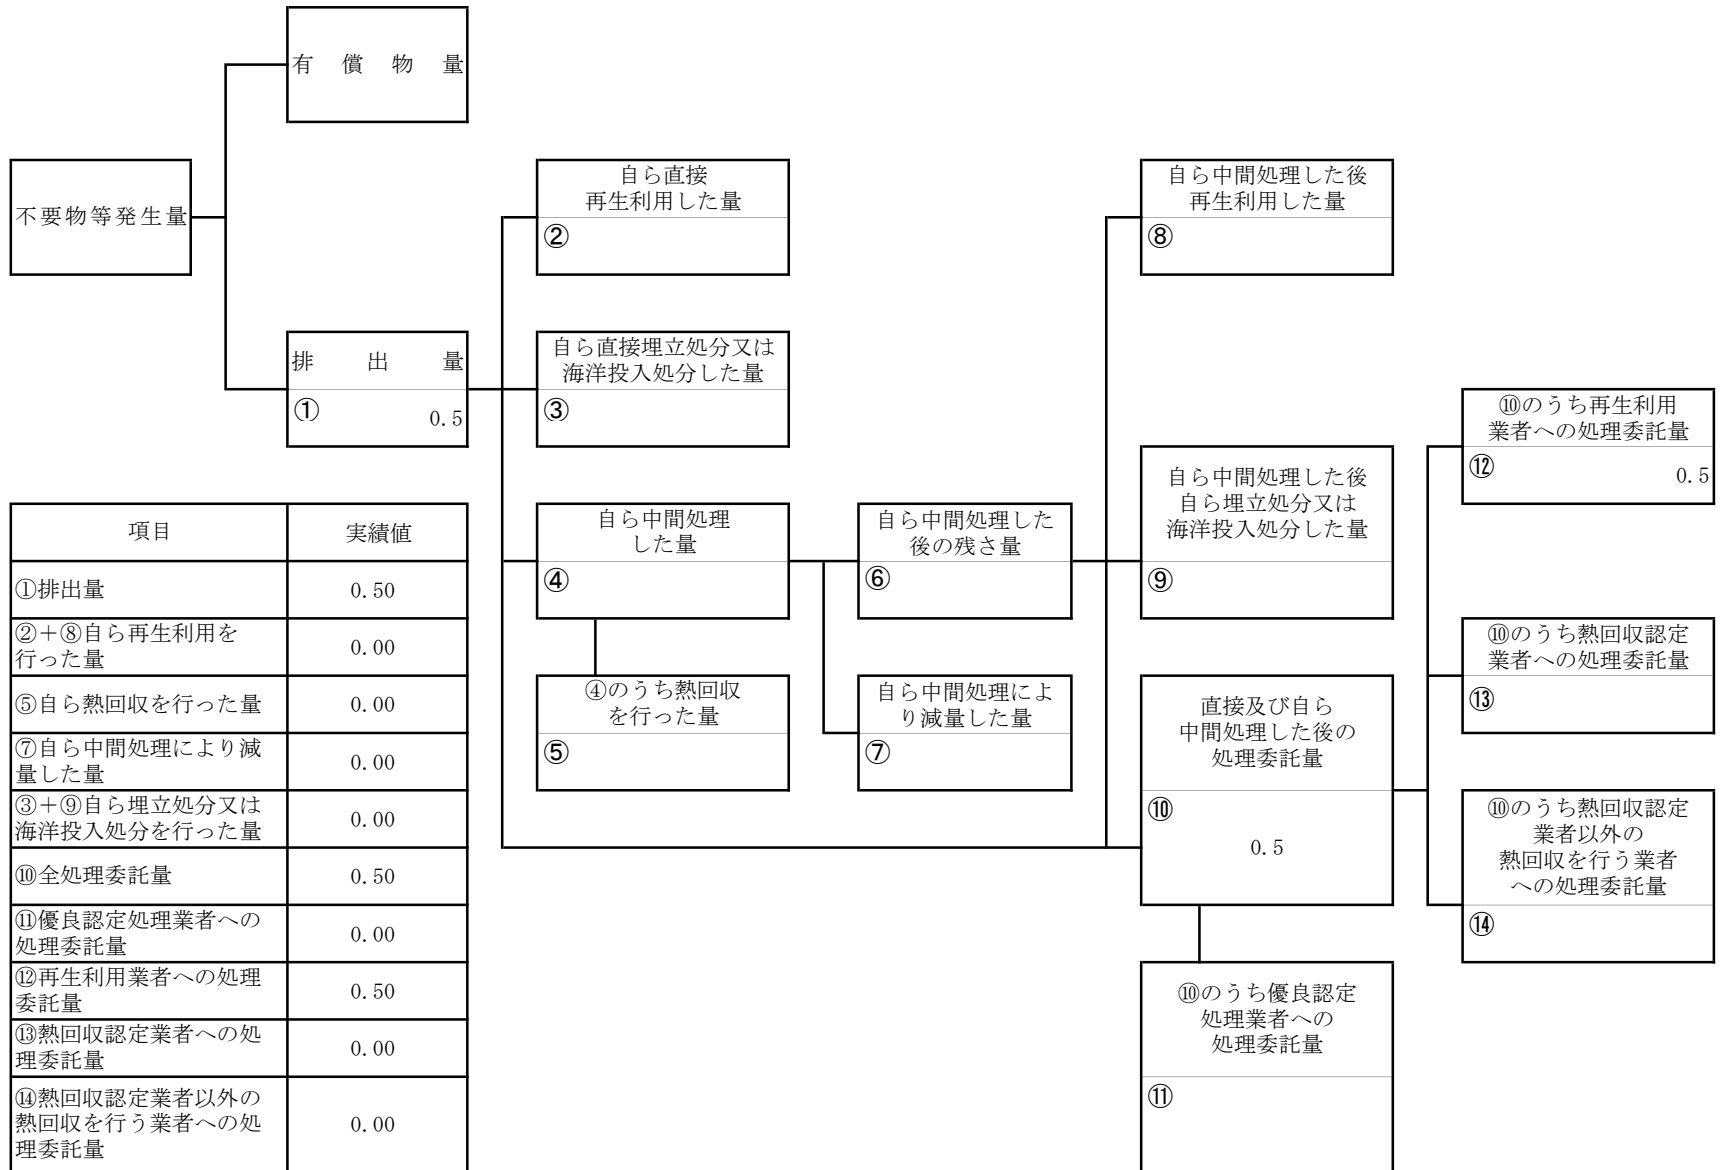 有償物量
不要物等発生量
排出量
①
0.5
自ら直接
再生利用した量
②
自ら直接埋立処分又は
海洋投入処分した量
③
自ら中間処理
した量
④
④のうち熱回収
を行った量
⑤
自ら中間処理した
後の残さ量
⑥
自ら中間処理によ
り減量した量
⑦
自ら中間処理した後
再生利用した量
⑧
自ら中間処理した後
自ら埋立処分又は
海洋投入処分した量
⑨
直接及び自ら
中間処理した後の
処理委託量
⑩
0.5
⑩のうち優良認定
処理業者への
処理委託量
⑪
⑩のうち再生利用
業者への処理委託量
⑫
0.5
⑩のうち熱回収認定
業者への処理委託量
⑬
⑩のうち熱回収認定
業者以外の
熱回収を行う業者
への処理委託量
⑭
項目 実績値
①排出量 0.50
②+⑧自ら再生利用を
行った量 0.00
⑤自ら熱回収を行った量 0.00
⑦自ら中間処理により減
量した量 0.00
③+⑨自ら埋立処分又は
海洋投入処分を行った量 0.00
⑩全処理委託量 0.50
⑪優良認定処理業者への
処理委託量 0.00
⑫再生利用業者への処理
委託量 0.50
⑬熱回収認定業者への処
理委託量 0.00
⑭熱回収認定業者以外の
熱回収を行う業者への処
理委託量 0.00